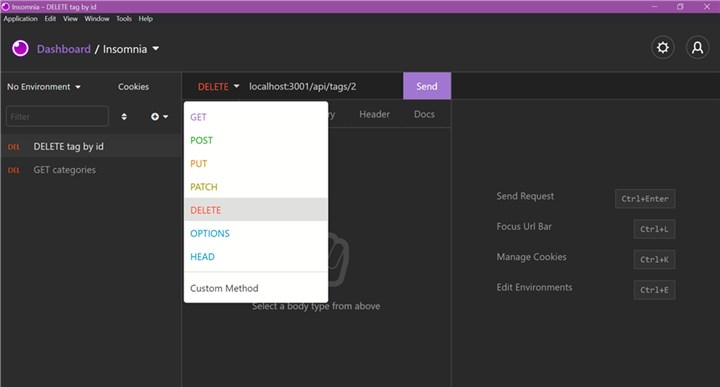 Insomnia – DELETE tag by id
Application Edit View Window Tools Help
Dashboard / Insomnia
No Environment Cookies
DELETE localhost:3001/api/tags/2 Send
Filter
GET
ry Header Docs
POST
DEL DELETE tag by id
PUT
DEL GET categories
PATCH
Send Request Ctrl+Enter
DELETE
Focus Url Bar Ctrl+L
OPTIONS
Manage Cookies Ctrl+K
HEAD
Edit Environments Ctrl+E
Custom Method
Select a body type from above